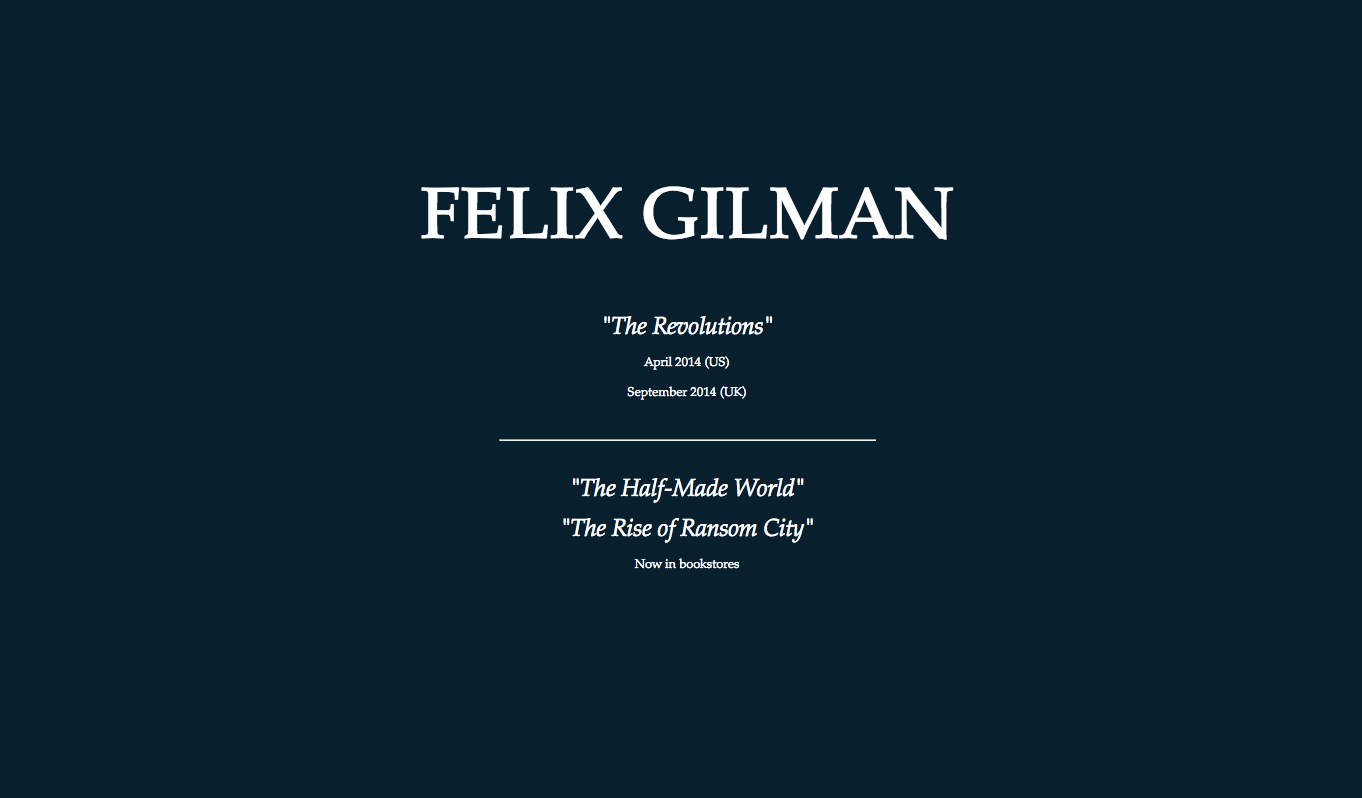 FELIX GILMAN
"The Revolutions"
April 2014 (US)
September 2014 (UK)
"The Half-Made World"
"The Rise of Ransom City"
Now in bookstores